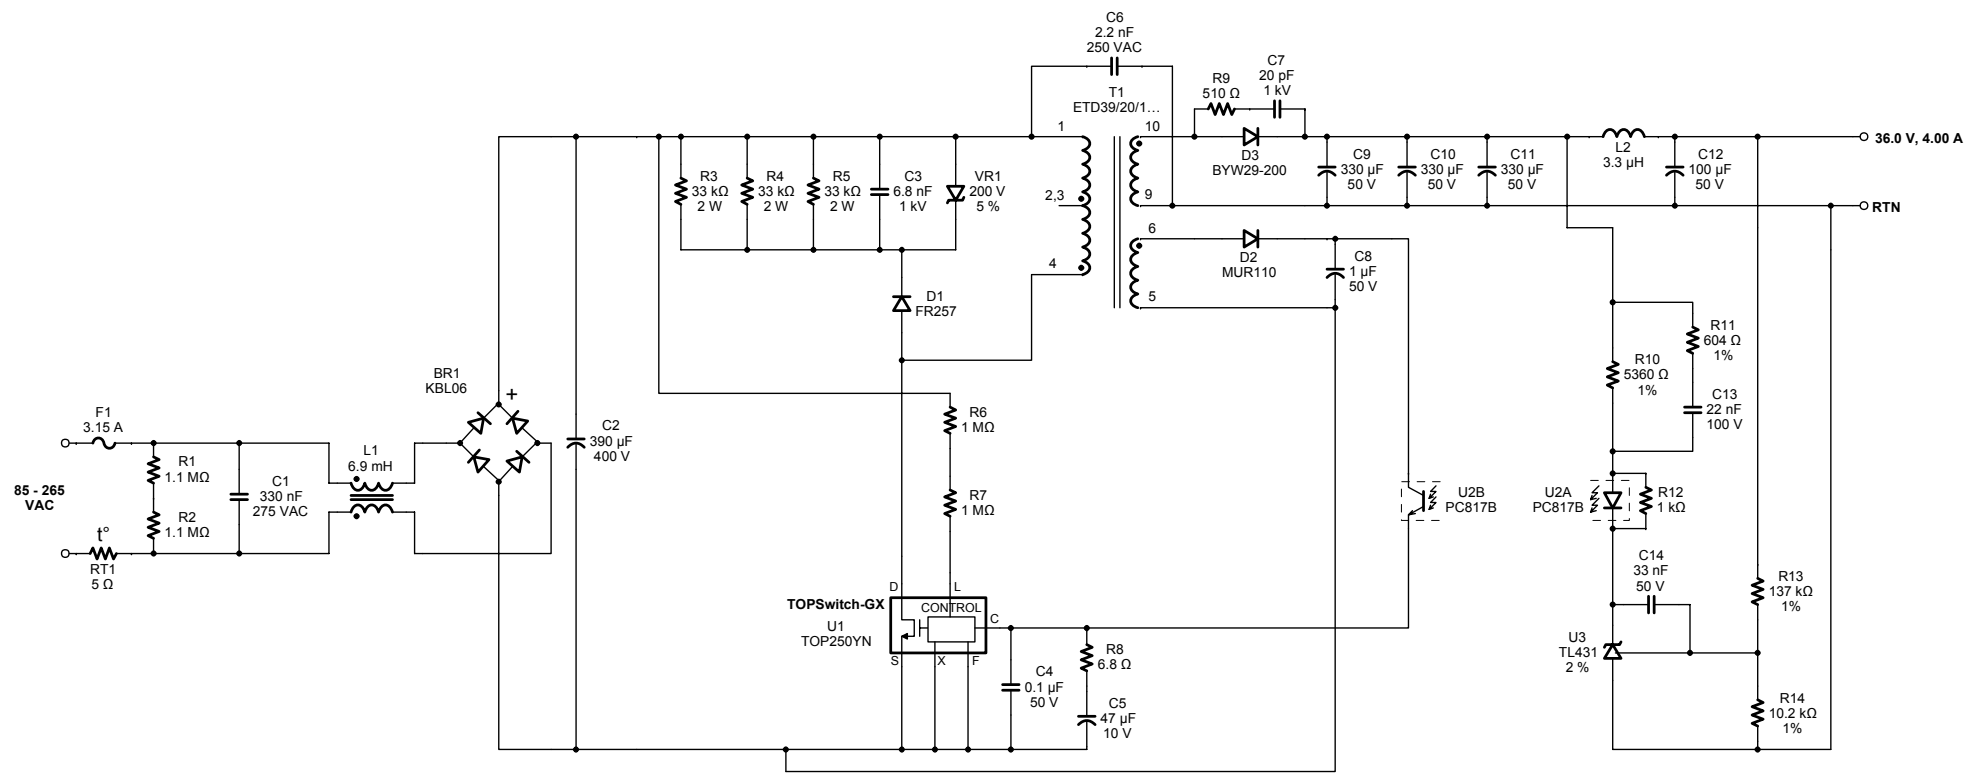 C6
2.2 nF
250 VAC
T1
ETD39/20/1...
R9
510 Ω
C7
20 pF
1 kV
1
10
D3
BYW29-200
C9
330 µF
50 V
C10
330 µF
50 V
C11
330 µF
50 V
L2
3.3 µH
C12
100 µF
50 V
36.0 V, 4.00 A
R3
33 kΩ
2 W
R4
33 kΩ
2 W
R5
33 kΩ
2 W
C3
6.8 nF
1 kV
VR1
200 V
5 %
2,3
9
RTN
4
6
D2
MUR110
C8
1 µF
50 V
5
D1
FR257
R11
604 Ω
1%
R10
5360 Ω
1%
C13
22 nF
100 V
BR1
KBL06
+
F1
3.15 A
C2
390 µF
400 V
R6
1 MΩ
L1
6.9 mH
R1
1.1 MΩ
C1
330 nF
275 VAC
85 - 265
VAC
R2
1.1 MΩ
t°
RT1
5 Ω
R7
1 MΩ
U2B
PC817B
U2A
PC817B
R12
1 kΩ
C14
33 nF
50 V
R13
137 kΩ
1%
D
L
TOPSwitch-GX
CONTROL
U1
TOP250YN
C
S
X
F
R8
6.8 Ω
C4
0.1 µF
50 V
C5
47 µF
10 V
U3
TL431
2 %
R14
10.2 kΩ
1%